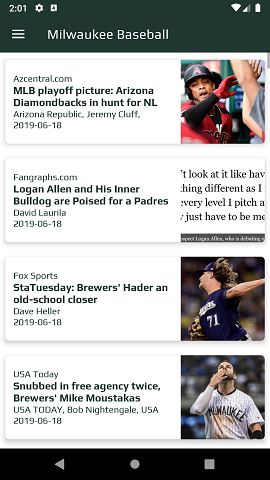 2:01
Milwaukee Baseball
Azcentral.com
MLB playoff picture: Arizona
Diamondbacks in hunt for NL
Arizona Republic, Jeremy Cluff,
2019-06-18
Fangraphs.com
Logan Allen and His Inner
Bulldog are Poised for a Padres
David Laurila
2019-06-18
't look at it like hav
thing different as I
every level I pitch a
just have to be me
spect Logan Allen, who is debuting
Fox Sports
StaTuesday: Brewers' Hader an
old-school closer
Dave Heller
2019-06-18
71
USA Today
Snubbed in free agency twice,
Brewers' Mike Moustakas
USA TODAY, Bob Nightengale, USA
2019-06-18
MILWAUKEE